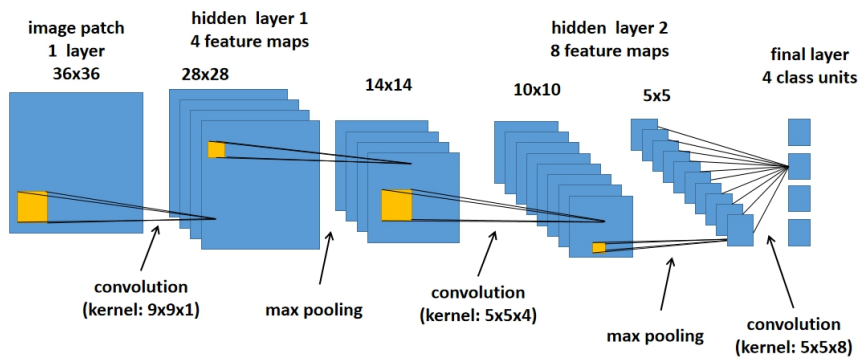 image patch
1 layer
36x36
hidden layer 1
4 feature maps
28x28
14x14
hidden layer 2
8 feature maps
10x10
5x5
final layer
4 class units
convolution
(kernel: 9x9x1)
max pooling
convolution
(kernel: 5x5x4)
max pooling
convolution
(kernel: 5x5x8)